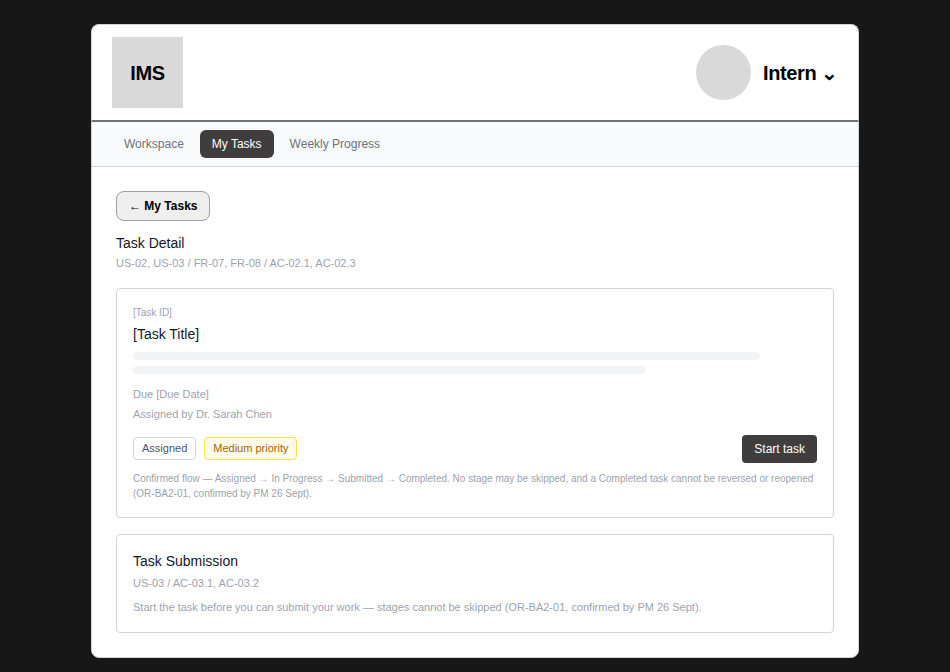 IMS
Intern
Workspace
My Tasks
Weekly Progress
← My Tasks
Task Detail
US-02, US-03 / FR-07, FR-08 / AC-02.1, AC-02.3
[Task ID]
[Task Title]
Due [Due Date]
Assigned by Dr. Sarah Chen
Assigned
Medium priority
Start task
Confirmed flow — Assigned → In Progress → Submitted → Completed. No stage may be skipped, and a Completed task cannot be reversed or reopened
(OR-BA2-01, confirmed by PM 26 Sept).
Task Submission
US-03 / AC-03.1, AC-03.2
Start the task before you can submit your work — stages cannot be skipped (OR-BA2-01, confirmed by PM 26 Sept).